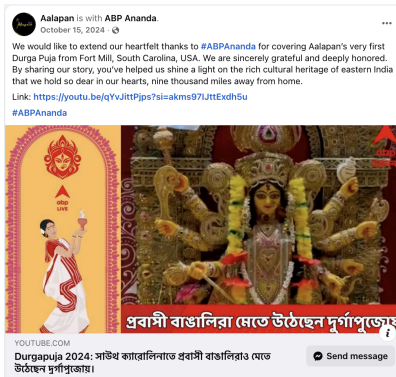 Aalapan is with ABP Ananda.
October 15, 2024 ·
We would like to extend our heartfelt thanks to #ABPAnanda for covering Aalapan's very first
Durga Puja from Fort Mill, South Carolina, USA. We are sincerely grateful and deeply honored.
By sharing our story, you've helped us shine a light on the rich cultural heritage of eastern India
that we hold so dear in our hearts, nine thousand miles away from home.
Link: https://youtu.be/qYvJittPjps?si=akms97IJttExdh5u
#ABPAnanda
abp
LIVE
abp
প্রবাসী বাঙালিরা মেতে উঠেছেন দুর্গাপুজোয়
YOUTUBE.COM
Durgapuja 2024: সাউথ ক্যারোলিনাতে প্রবাসী বাঙালিরাও মেতে
উঠেছেন দুর্গাপুজোয়।
Send message